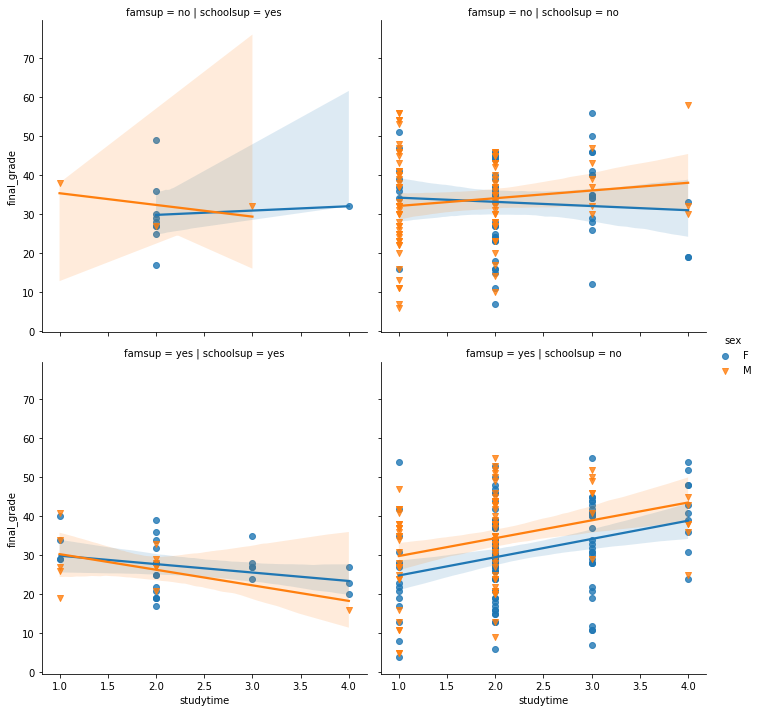 famsup = no | schoolsup = yes
famsup = no | schoolsup = no
70
60
50
40
30
20
10
0
final_grade
sex
F
M
famsup = yes | schoolsup = yes
famsup = yes | schoolsup = no
70
60
50
40
30
20
10
0
final_grade
1.0 1.5 2.0 2.5 3.0 3.5 4.0
1.0 1.5 2.0 2.5 3.0 3.5 4.0
studytime
studytime